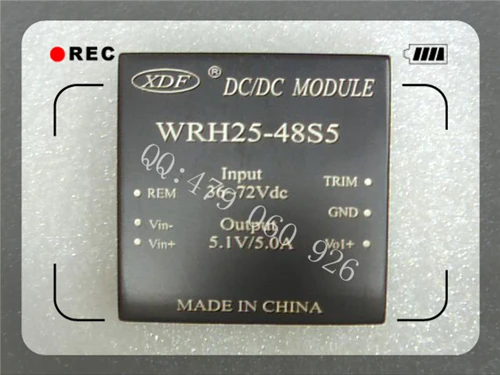 REC
XDF ® DC/DC MODULE
WRH25-48S5
Input
36-72Vdc
Output
5.1V/5.0A
REM
Vin-
Vin+
TRIM
GND
Vo1+
MADE IN CHINA
QQ:479 060 926